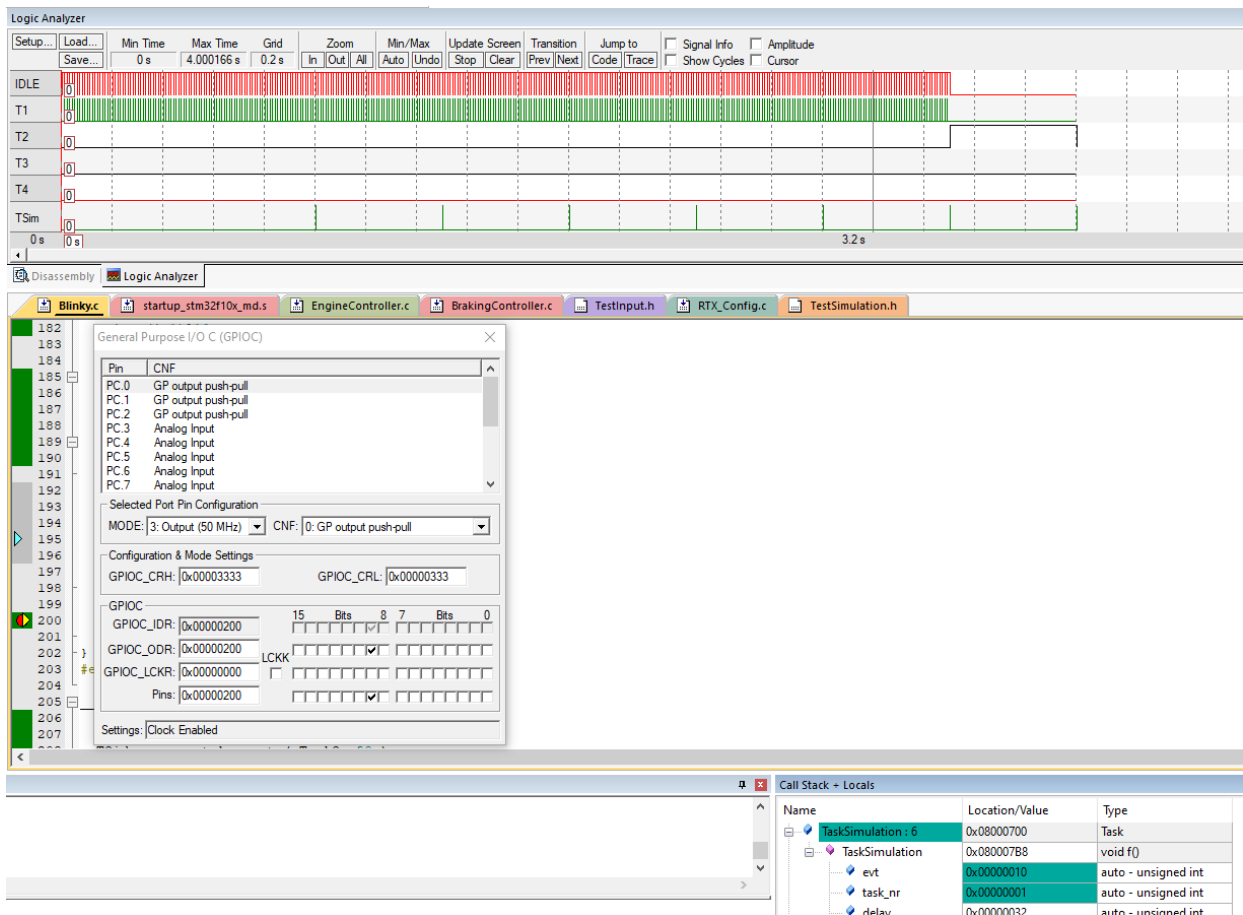 Logic Analyzer
Setup... Load... Min Time Max Time Grid Zoom Min/Max Update Screen Transition Jump to Signal Info Amplitude
Save... 0 s 4.000166 s 0.2 s In Out All Auto Undo Stop Clear Prev Next Code Trace Show Cycles Cursor
IDLE 0
T1 0
T2 0
T3 0
T4 0
TSim 0
0 s 0 s 3.2 s
Disassembly Logic Analyzer
Blinky.c startup_stm32f10x_md.s EngineController.c BrakingController.c TestInput.h RTX_Config.c TestSimulation.h
182
183 General Purpose I/O C (GPIOC)
184
185 Pin CNF
186 PC.0 GP output push-pull
PC.1 GP output push-pull
187 PC.2 GP output push-pull
188 PC.3 Analog Input
189 PC.4 Analog Input
190 PC.5 Analog Input
PC.6 Analog Input
191 PC.7 Analog Input
192
193 Selected Port Pin Configuration
194 MODE: 3: Output (50 MHz) CNF: 0: GP output push-pull
195
196 Configuration & Mode Settings
197 GPIOC_CRH: 0x00003333 GPIOC_CRL: 0x00000333
198
199 GPIOC 15 Bits 8 7 Bits 0
200 GPIOC_IDR: 0x00000200
201
202 } GPIOC_ODR: 0x00000200 LCKK
203 #e GPIOC_LCKR: 0x00000000
204
205 Pins: 0x00000200
206
207 Settings: Clock Enabled
Call Stack + Locals
Name Location/Value Type
TaskSimulation : 6 0x08000700 Task
TaskSimulation 0x080007B8 void f()
evt 0x00000010 auto - unsigned int
task_nr 0x00000001 auto - unsigned int
delay 0x00000032 auto - unsigned int